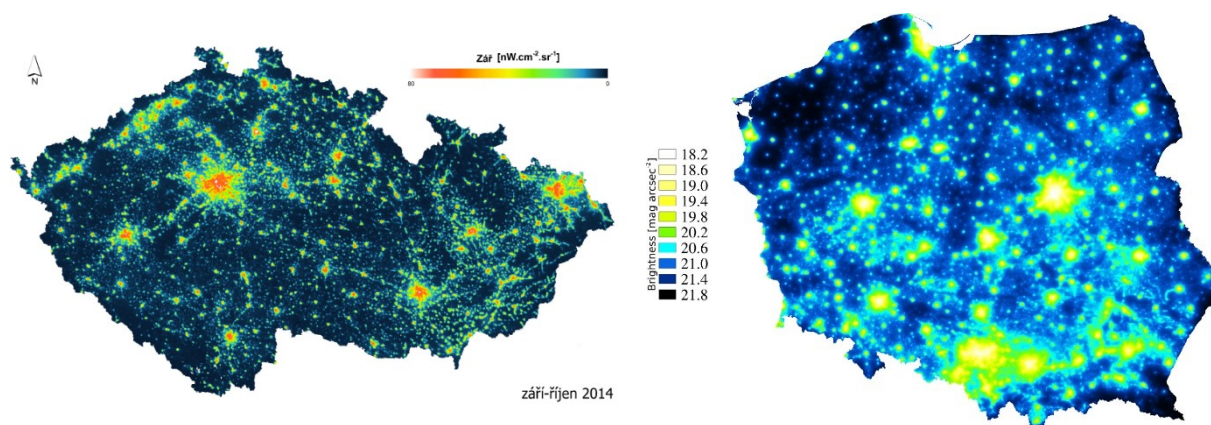 Zář [nW.cm⁻².sr⁻¹]
N
80 0
září-říjen 2014
Brightness [mag arcsec⁻²]
18.2
18.6
19.0
19.4
19.8
20.2
20.6
21.0
21.4
21.8